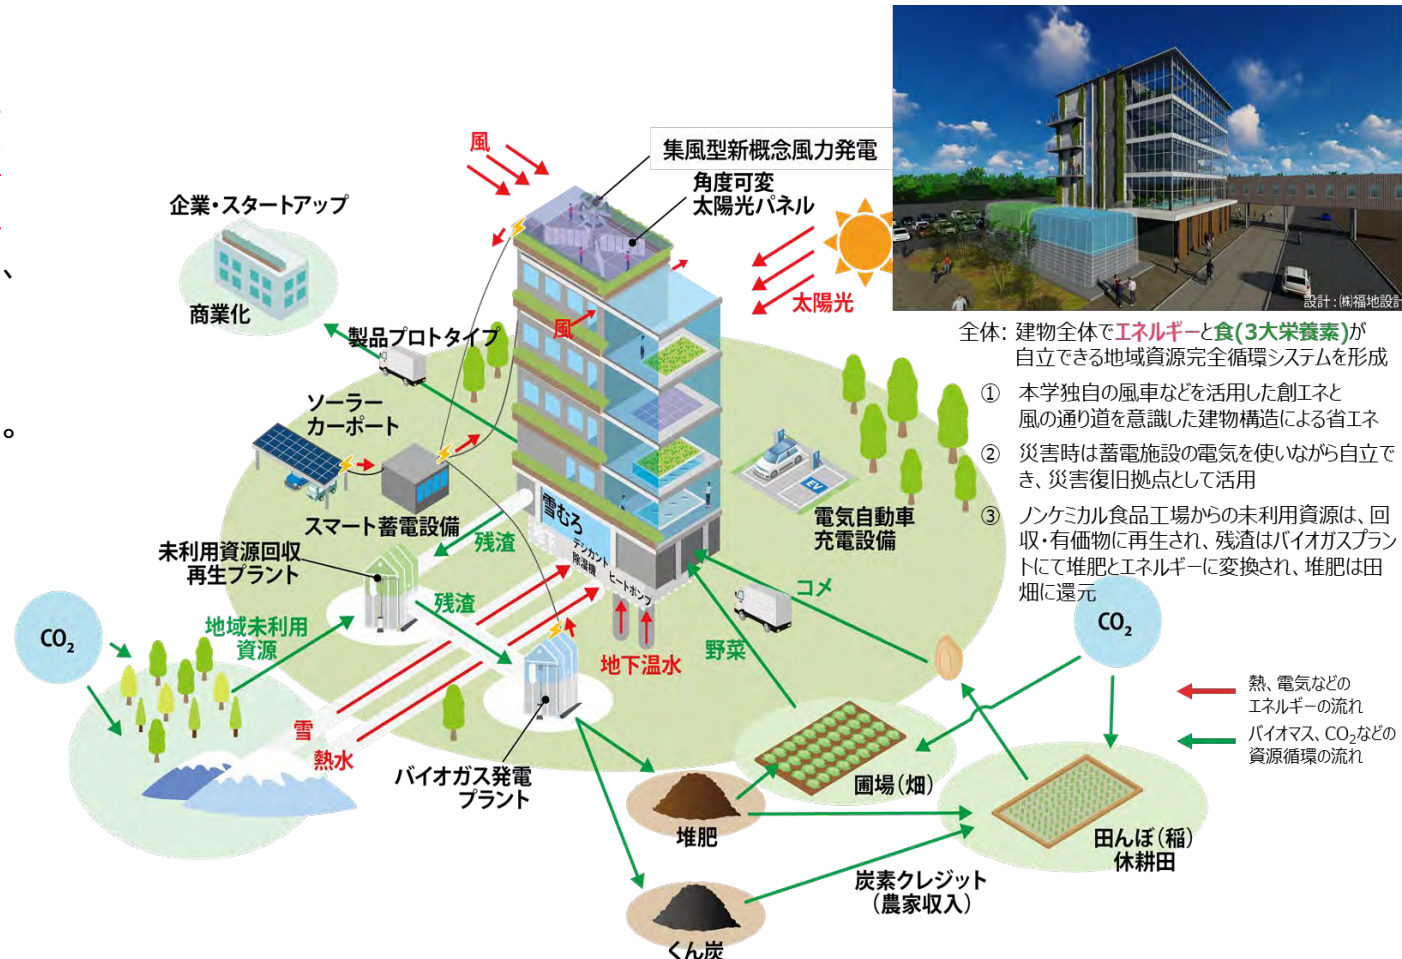 、
。
風
集風型新概念風力発電
角度可変
太陽光パネル
企業・スタートアップ
商業化
製品プロトタイプ
風
太陽光
設計：㈱福地設計
ソーラー
カーポート
スマート蓄電設備
未利用資源回収
再生プラント
残渣
残渣
雪むろ
デシカント
除湿機
ヒートポンプ
電気自動車
充電設備
EV
全体： 建物全体でエネルギーと食(3大栄養素)が
自立できる地域資源完全循環システムを形成
① 本学独自の風車などを活用した創エネと
風の通り道を意識した建物構造による省エネ
② 災害時は蓄電施設の電気を使いながら自立で
き、災害復旧拠点として活用
③ ノンケミカル食品工場からの未利用資源は、回
収・有価物に再生され、残渣はバイオガスプラン
トにて堆肥とエネルギーに変換され、堆肥は田
畑に還元
CO₂
地域未利用
資源
地下温水
コメ
野菜
CO₂
雪
熱水
バイオガス発電
プラント
熱、電気などの
エネルギーの流れ
バイオマス、CO₂などの
資源循環の流れ
圃場（畑）
堆肥
田んぼ（稲）
休耕田
炭素クレジット
（農家収入）
くん炭